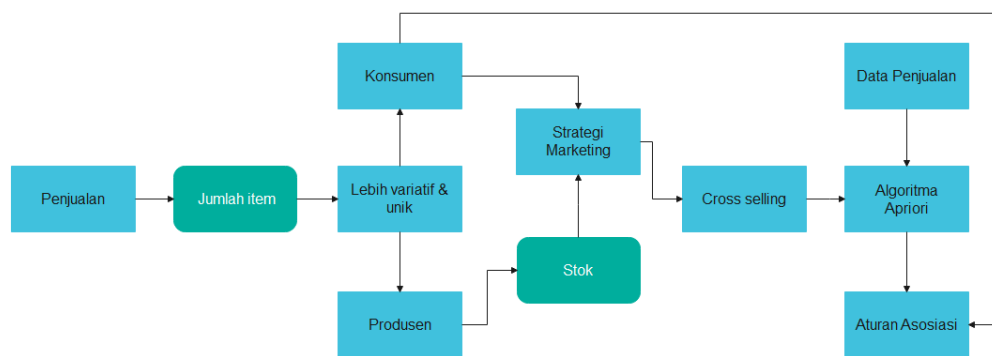 Konsumen
Data Penjualan
Strategi
Marketing
Penjualan
Jumlah item
Lebih variatif &
unik
Cross selling
Algoritma
Apriori
Stok
Produsen
Aturan Asosiasi